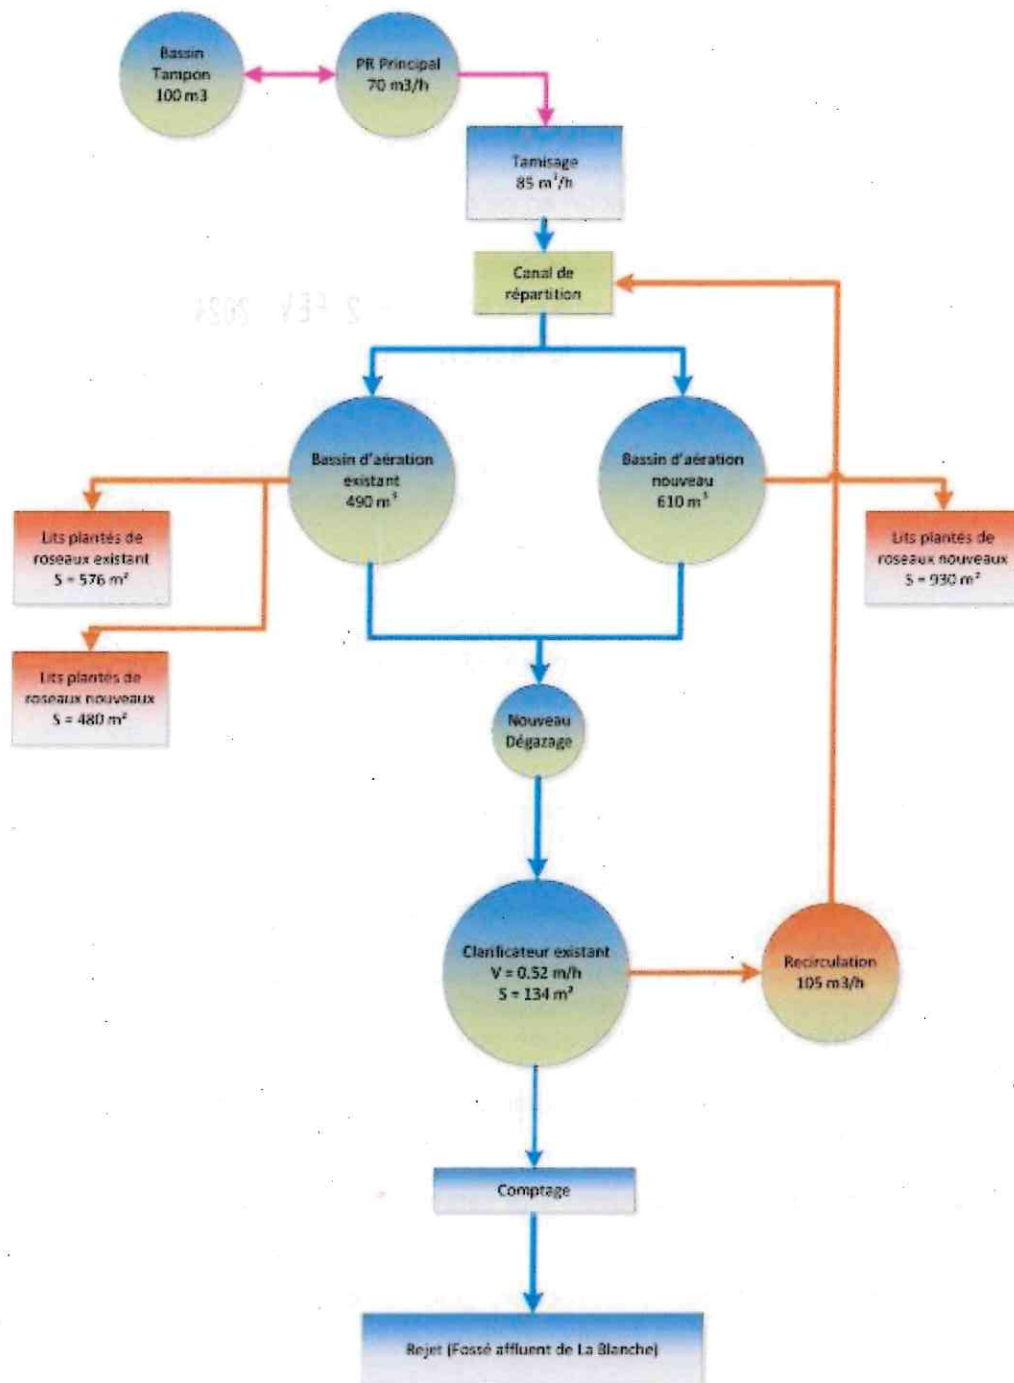 Bassin
Tampon
100 m3
PR Principal
70 m3/h
Tamisage
85 m³/h
Canal de
répartition
2 FEV 2024
Bassin d'aération
existant
490 m³
Bassin d'aération
nouveau
610 m³
Lits plantés de
roseaux existant
S = 576 m²
Lits plantés de
roseaux nouveaux
S = 930 m²
Lits plantés de
roseaux nouveaux
S = 480 m²
Nouveau
Dégazage
Clarificateur existant
V = 0.52 m/h
S = 134 m²
Recirculation
105 m3/h
Comptage
Rejet (Fossé affluent de La Blanche)